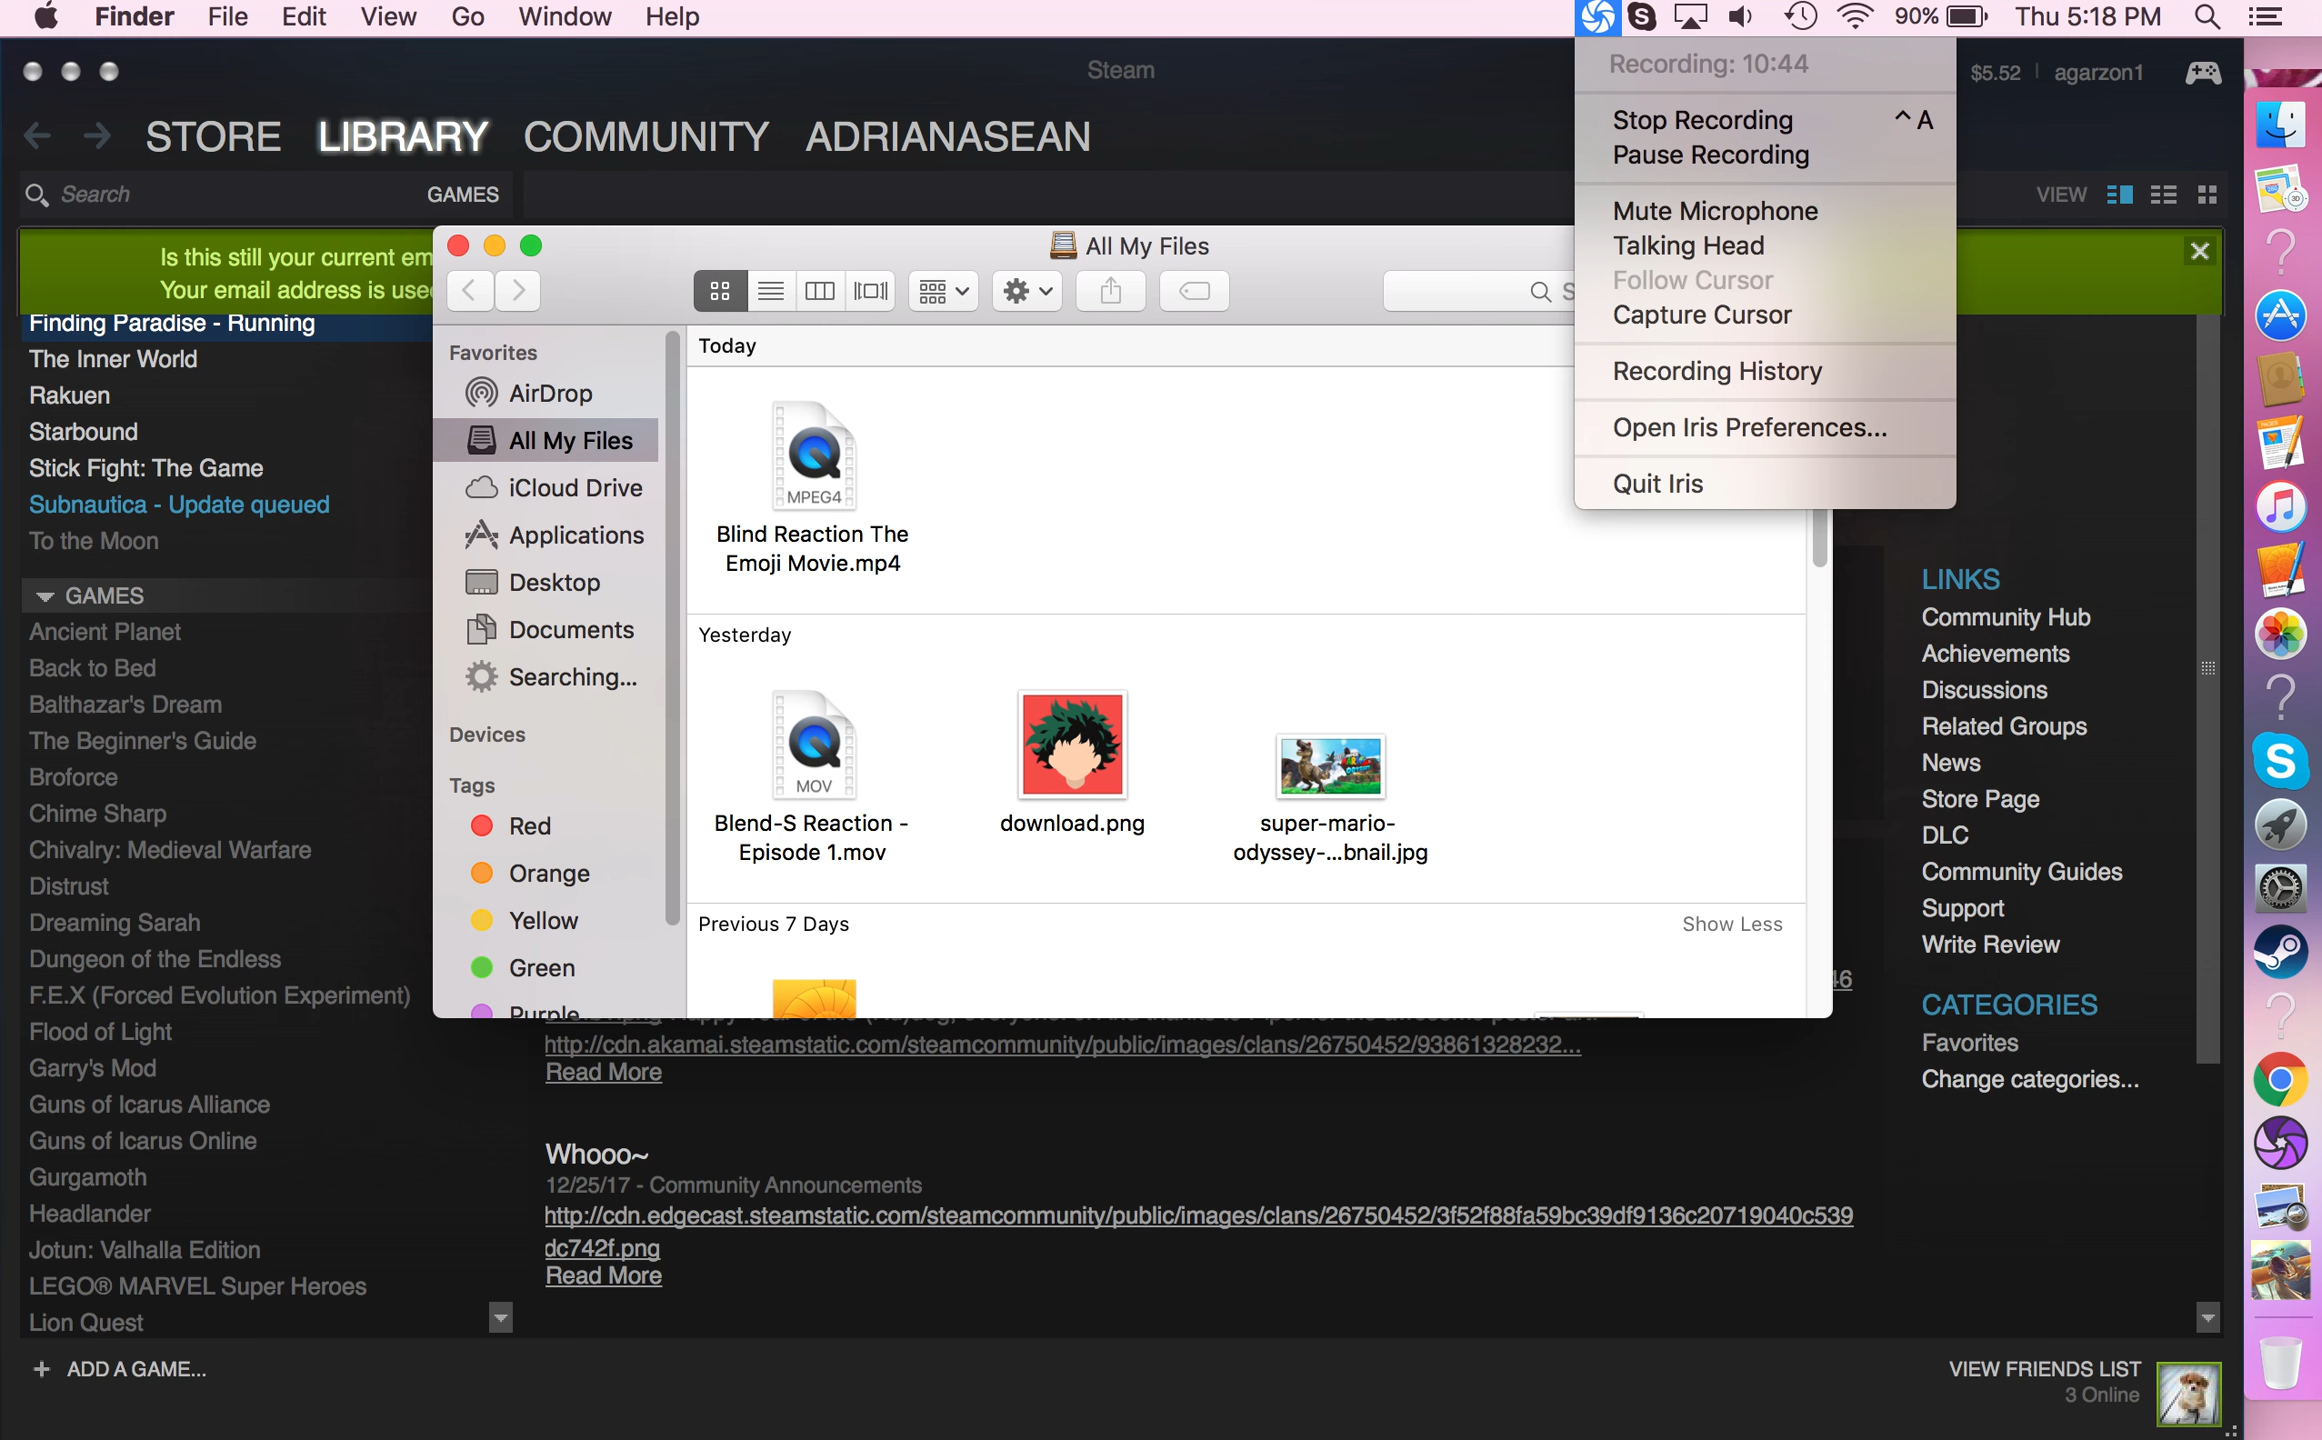 Finder File Edit View Go Window Help
90% Thu 5:18 PM
Recording: 10:44
Stop Recording ^ A
Pause Recording
Mute Microphone
Talking Head
Follow Cursor
Capture Cursor
Recording History
Open Iris Preferences...
Quit Iris
Steam
$5.52 agarzon1
STORE LIBRARY COMMUNITY ADRIANASEAN
Search GAMES
VIEW
Is this still your current em
Your email address is use
Finding Paradise - Running
The Inner World
Rakuen
Starbound
Stick Fight: The Game
Subnautica - Update queued
To the Moon
GAMES
Ancient Planet
Back to Bed
Balthazar's Dream
The Beginner's Guide
Broforce
Chime Sharp
Chivalry: Medieval Warfare
Distrust
Dreaming Sarah
Dungeon of the Endless
F.E.X (Forced Evolution Experiment)
Flood of Light
Garry's Mod
Guns of Icarus Alliance
Guns of Icarus Online
Gurgamoth
Headlander
Jotun: Valhalla Edition
LEGO® MARVEL Super Heroes
Lion Quest
+ ADD A GAME...
All My Files
S
Favorites
AirDrop
All My Files
iCloud Drive
Applications
Desktop
Documents
Searching...
Devices
Tags
Red
Orange
Yellow
Green
Purple
Today
MPEG4
Blind Reaction The
Emoji Movie.mp4
Yesterday
MOV
Blend-S Reaction -
Episode 1.mov
download.png
super-mario-
odyssey-...bnail.jpg
Previous 7 Days Show Less
46
http://cdn.akamai.steamstatic.com/steamcommunity/public/images/clans/26750452/93861328232...
Read More
Whooo~
12/25/17 - Community Announcements
http://cdn.edgecast.steamstatic.com/steamcommunity/public/images/clans/26750452/3f52f88fa59bc39df9136c20719040c539
dc742f.png
Read More
LINKS
Community Hub
Achievements
Discussions
Related Groups
News
Store Page
DLC
Community Guides
Support
Write Review
CATEGORIES
Favorites
Change categories...
VIEW FRIENDS LIST
3 Online